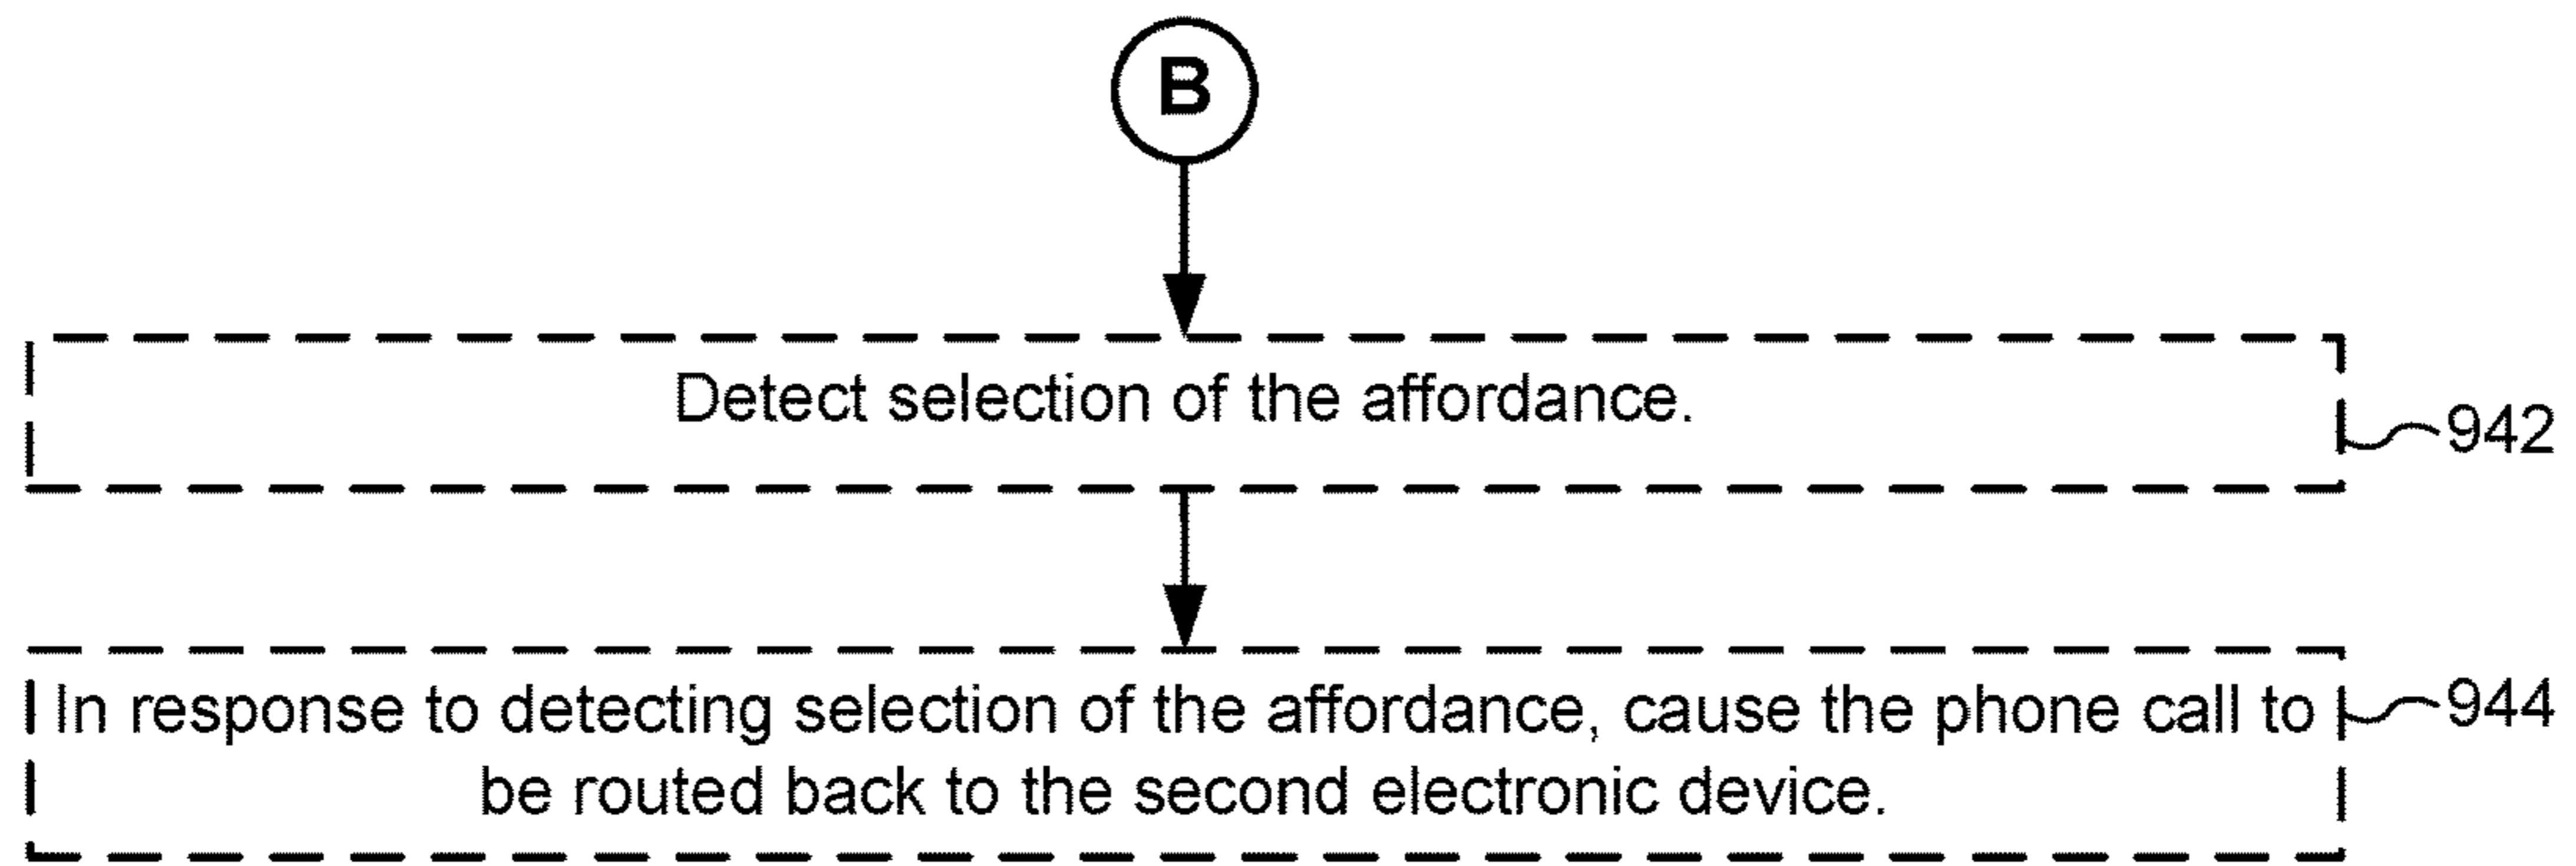 B
Detect selection of the affordance.
942
In response to detecting selection of the affordance, cause the phone call to
944
be routed back to the second electronic device.